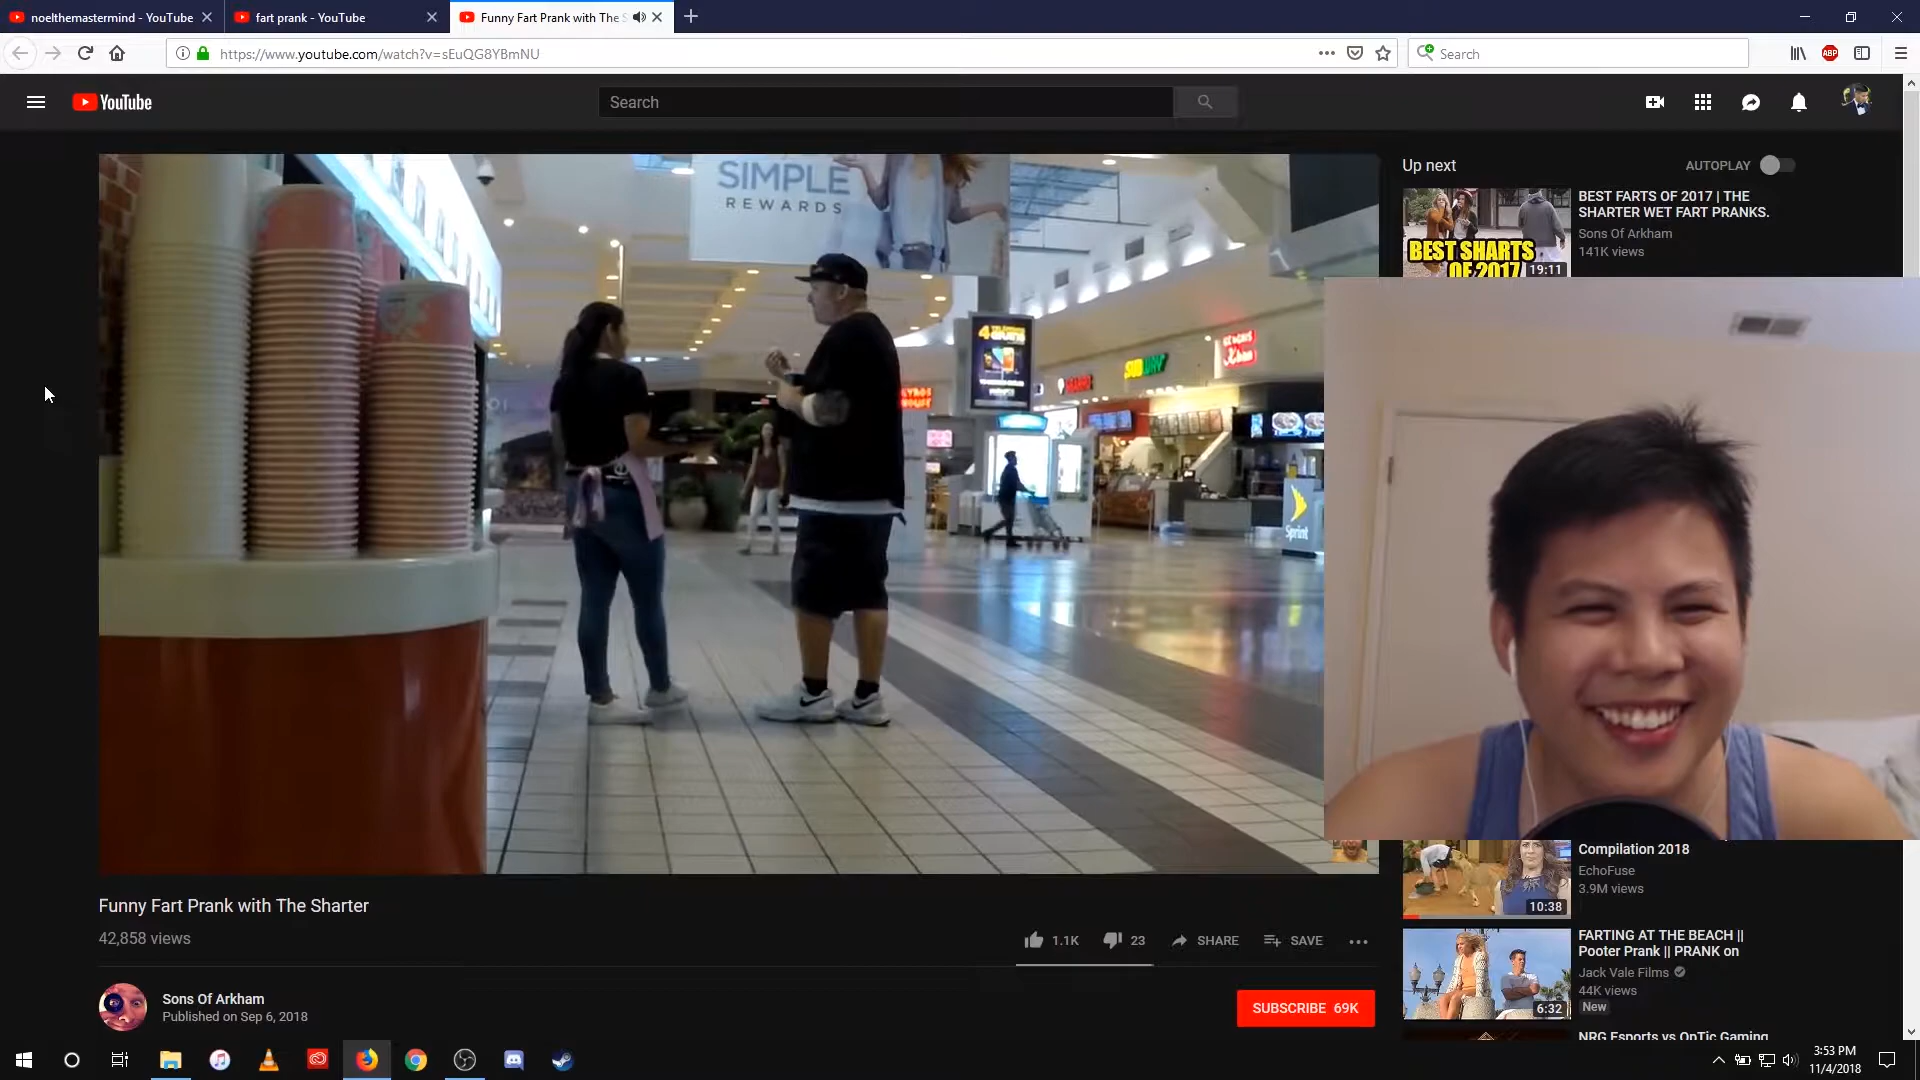 noelthemastermind - YouTube
fart prank - YouTube
Funny Fart Prank with The S
https://www.youtube.com/watch?v=sEuQG8YBmNU
Search
ABP
YouTube
Search
SIMPLE
REWARDS
SUBWAY
Sprint
Up next
AUTOPLAY
BEST SHARTS
OF 2017
19:11
BEST FARTS OF 2017 | THE
SHARTER WET FART PRANKS.
Sons Of Arkham
141K views
Compilation 2018
EchoFuse
3.9M views
10:38
FARTING AT THE BEACH ||
Pooter Prank || PRANK on
Jack Vale Films
44K views
New
6:32
NRG Esports vs OpTic Gaming
Funny Fart Prank with The Sharter
42,858 views
1.1K
23
SHARE
SAVE
Sons Of Arkham
Published on Sep 6, 2018
SUBSCRIBE 69K
3:53 PM
11/4/2018